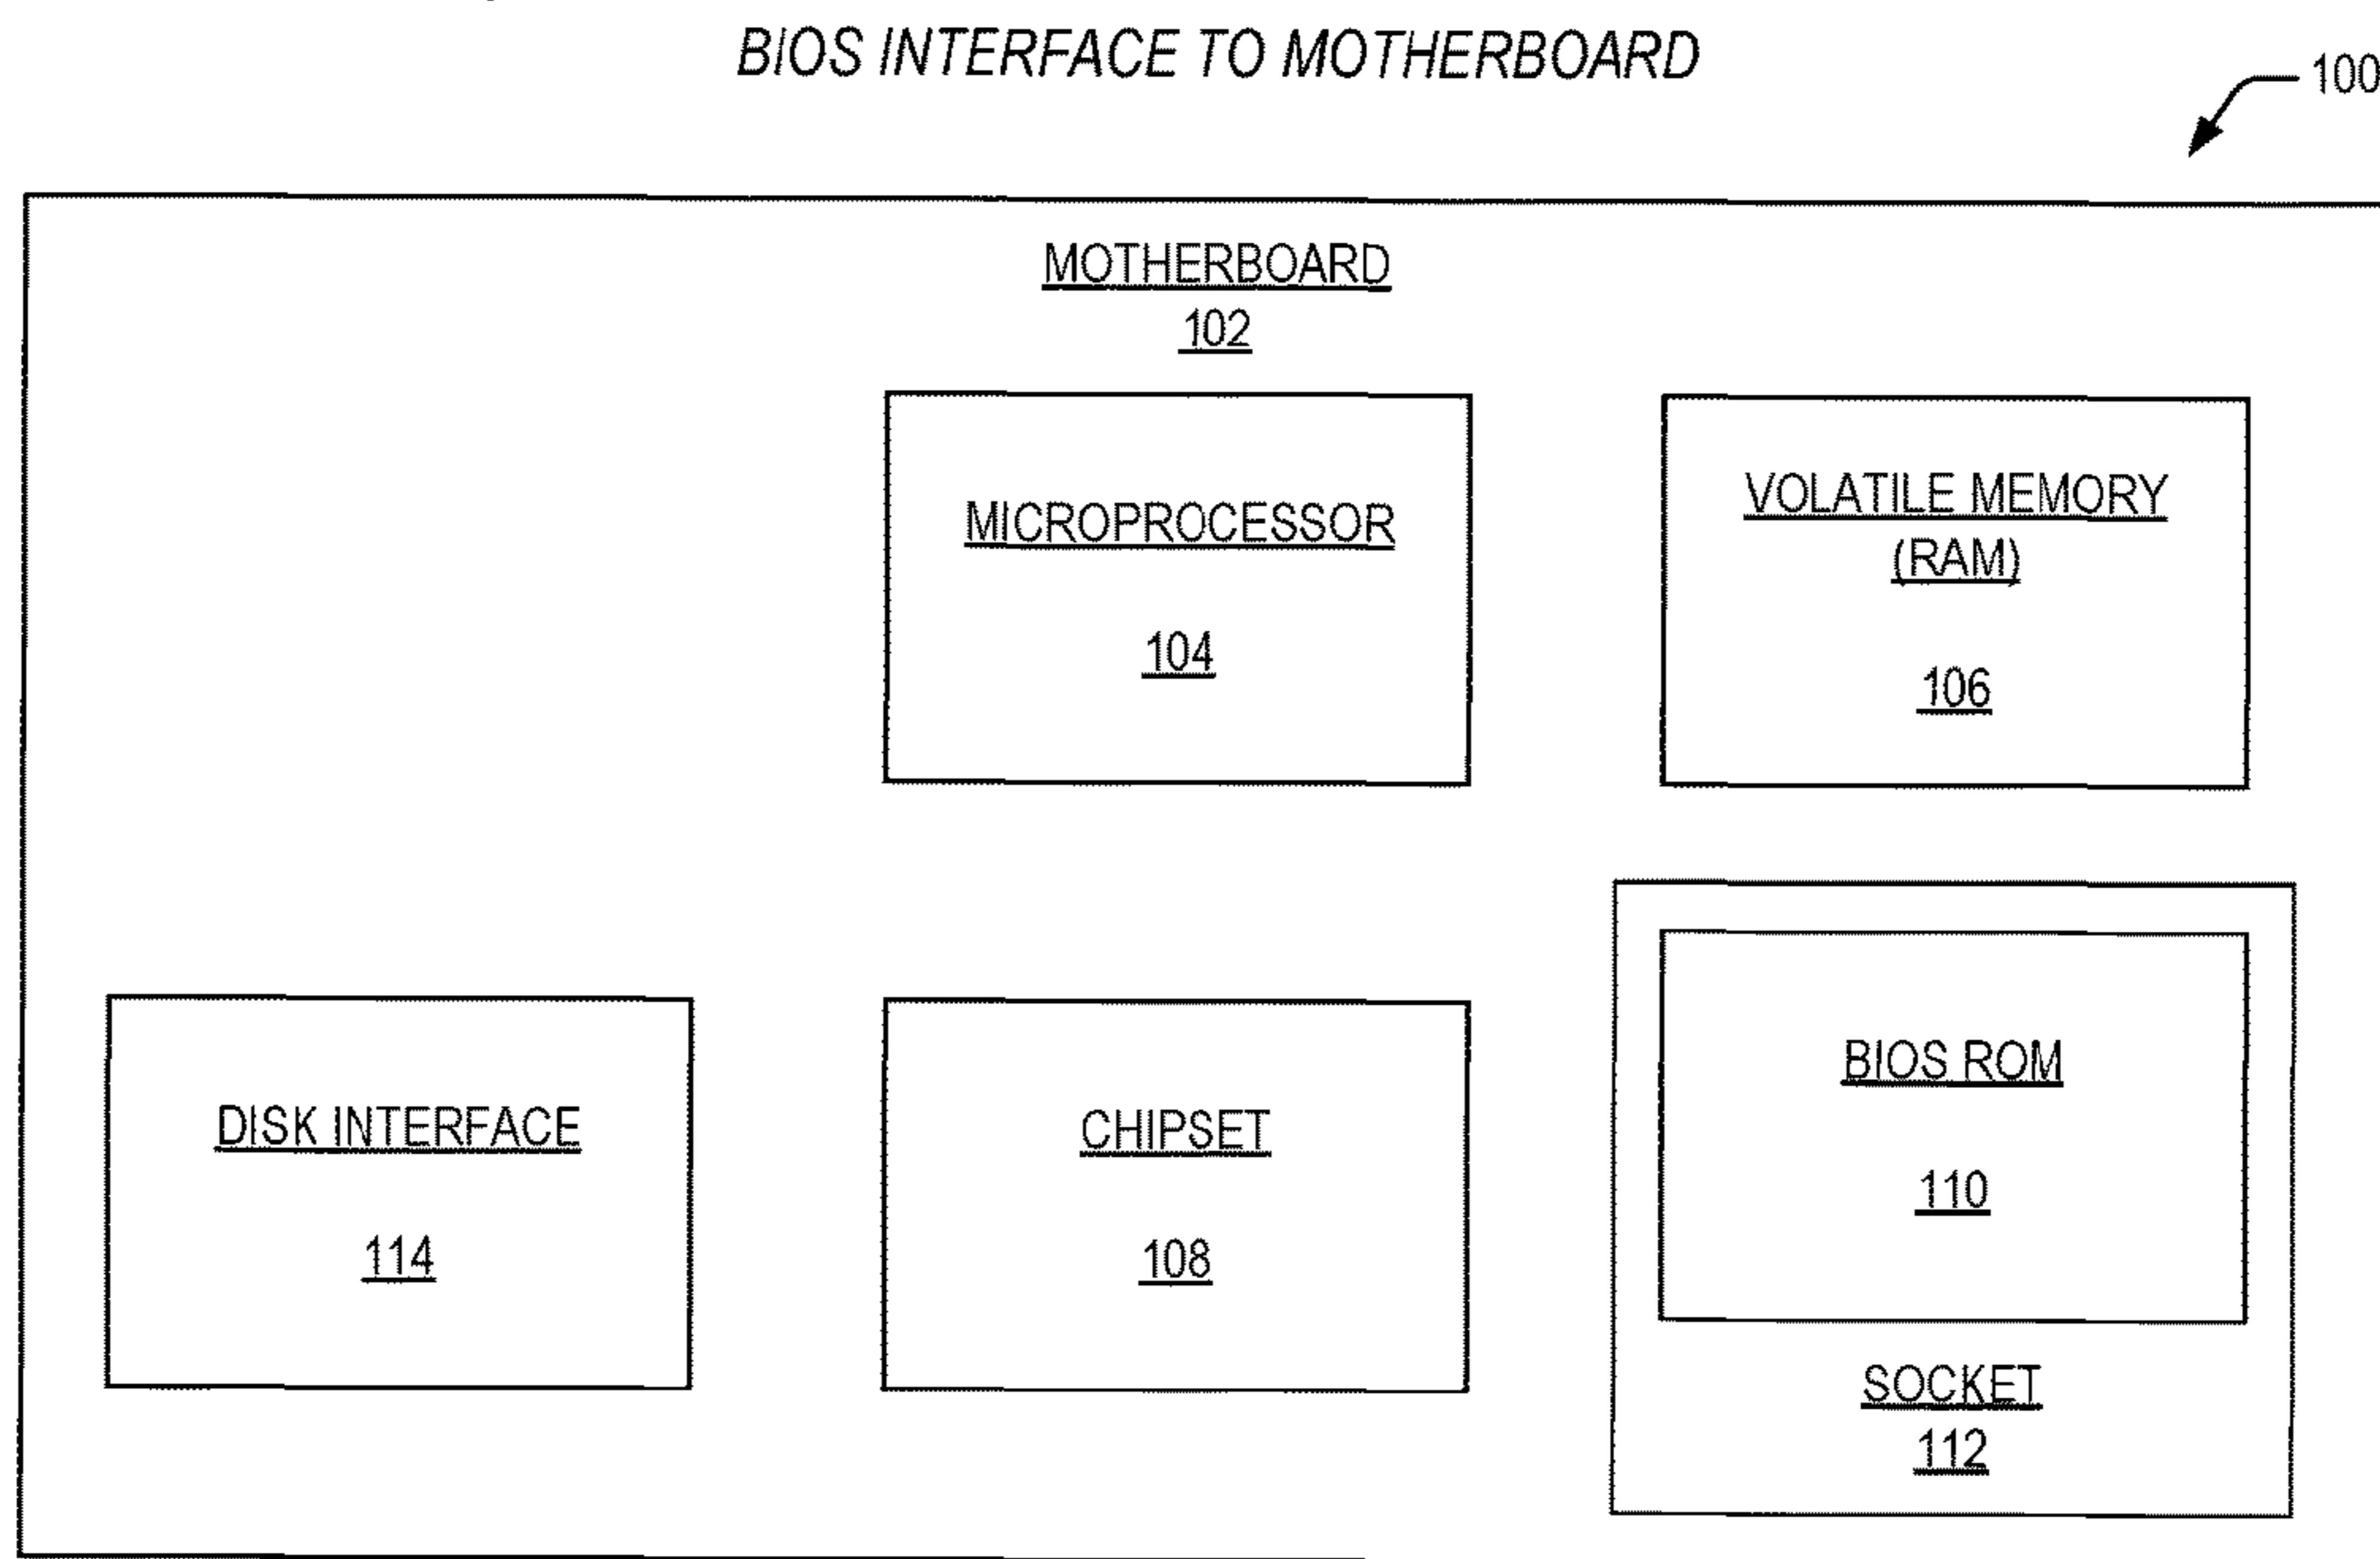 BIOS INTERFACE TO MOTHERBOARD
100
MOTHERBOARD
102
MICROPROCESSOR
104
VOLATILE MEMORY
(RAM)
106
DISK INTERFACE
114
CHIPSET
108
BIOS ROM
110
SOCKET
112